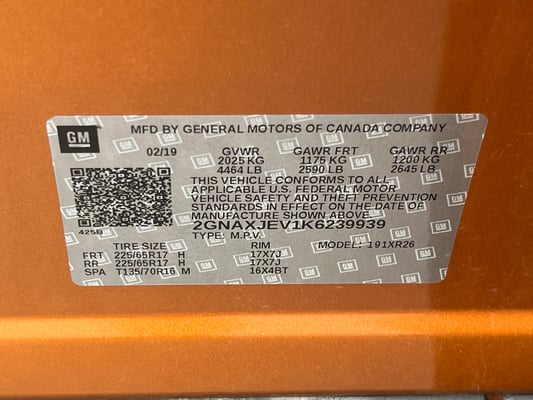 GM
MFD BY GENERAL MOTORS OF CANADA COMPANY
02/19 GVWR GAWR FRT GAWR RR
2025 KG 1175 KG 1200 KG
4464 LB 2590 LB 2645 LB
THIS VEHICLE CONFORMS TO ALL
APPLICABLE U.S. FEDERAL MOTOR
VEHICLE SAFETY AND THEFT PREVENTION
STANDARDS IN EFFECT ON THE DATE OF
MANUFACTURE SHOWN ABOVE.
2GNAXJEV1K6239939
TYPE: M.P.V.
MODEL: 191XR26
TIRE SIZE RIM
FRT 225/65R17 H 17X7J
RR 225/65R17 H 17X7J
SPA T135/70R16 M 16X4BT